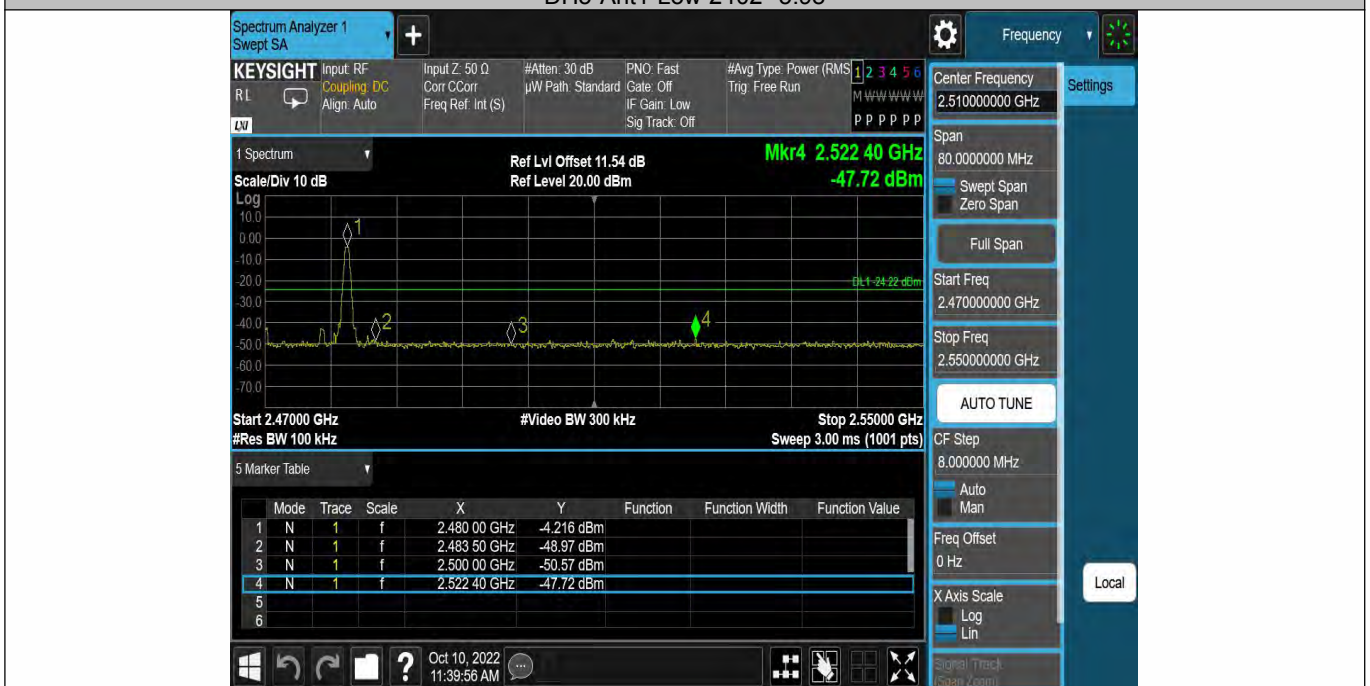 Spectrum Analyzer 1
Swept SA
+
Frequency
KEYSIGHT
RL
LXI
Input: RF
Coupling: DC
Align: Auto
Input Z: 50 Ω
Corr CCorr
Freq Ref: Int (S)
#Atten: 30 dB
µW Path: Standard
PNO: Fast
Gate: Off
IF Gain: Low
Sig Track: Off
#Avg Type: Power (RMS
Trig: Free Run
1 2 3 4 5 6
M W W W W W
P P P P P P
Center Frequency
2.510000000 GHz
Settings
Span
80.0000000 MHz
Swept Span
Zero Span
Full Span
Start Freq
2.470000000 GHz
Stop Freq
2.550000000 GHz
AUTO TUNE
CF Step
8.000000 MHz
Auto
Man
Freq Offset
0 Hz
X Axis Scale
Log
Lin
Signal Track
(Span Zoom)
Local
1 Spectrum
Scale/Div 10 dB
Ref Lvl Offset 11.54 dB
Ref Level 20.00 dBm
Mkr4 2.522 40 GHz
-47.72 dBm
Log
10.0
0.00
-10.0
-20.0
-30.0
-40.0
-50.0
-60.0
-70.0
1
2
3
4
DL1 -24.22 dBm
Start 2.47000 GHz
#Video BW 300 kHz
Stop 2.55000 GHz
#Res BW 100 kHz
Sweep 3.00 ms (1001 pts)
5 Marker Table
Mode Trace Scale X Y Function Function Width Function Value
1 N 1 f 2.480 00 GHz -4.216 dBm
2 N 1 f 2.483 50 GHz -48.97 dBm
3 N 1 f 2.500 00 GHz -50.57 dBm
4 N 1 f 2.522 40 GHz -47.72 dBm
5
6
?
Oct 10, 2022
11:39:56 AM